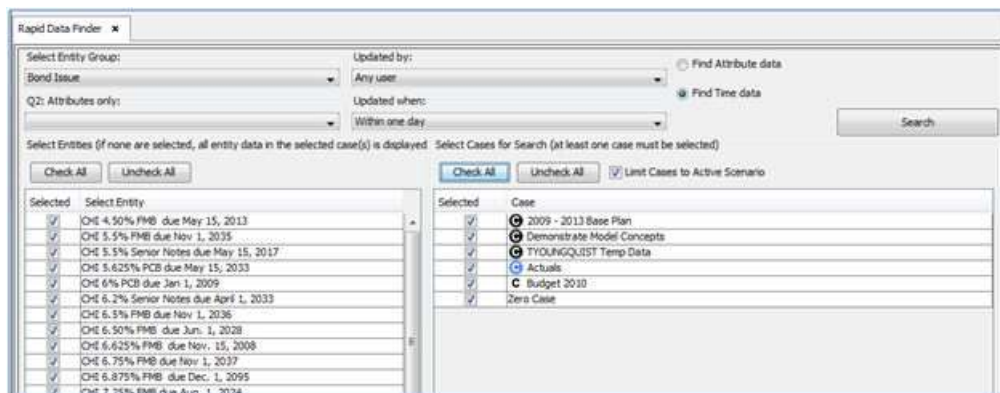 Rapid Data Finder
Select Entity Group:
Updated by:
Find Attribute data
Bond Issue
Any user
Find Time data
Q2: Attributes only:
Updated when:
Within one day
Search
Select Entities (if none are selected, all entity data in the selected case(s) is displayed
Select Cases for Search (at least one case must be selected)
Check All
Uncheck All
Check All
Uncheck All
Limit Cases to Active Scenario
Selected Select Entity
CHI 4.50% FMB due May 15, 2013
CHI 5.5% FMB due Nov 1, 2035
CHI 5.5% Senior Notes due May 15, 2017
CHI 5.625% PCB due May 15, 2033
CHI 6% PCB due Jan 1, 2009
CHI 6.2% Senior Notes due April 1, 2033
CHI 6.5% FMB due Nov 1, 2036
CHI 6.50% FMB due Jun. 1, 2028
CHI 6.625% FMB due Nov. 15, 2008
CHI 6.75% FMB due Nov 1, 2037
CHI 6.875% FMB due Dec. 1, 2095
CHI 7.25% FMB due Aug. 1, 2024
Selected Case
C 2009 - 2013 Base Plan
C Demonstrate Model Concepts
C TYOUNGQUIST Temp Data
C Actuals
C Budget 2010
Zero Case